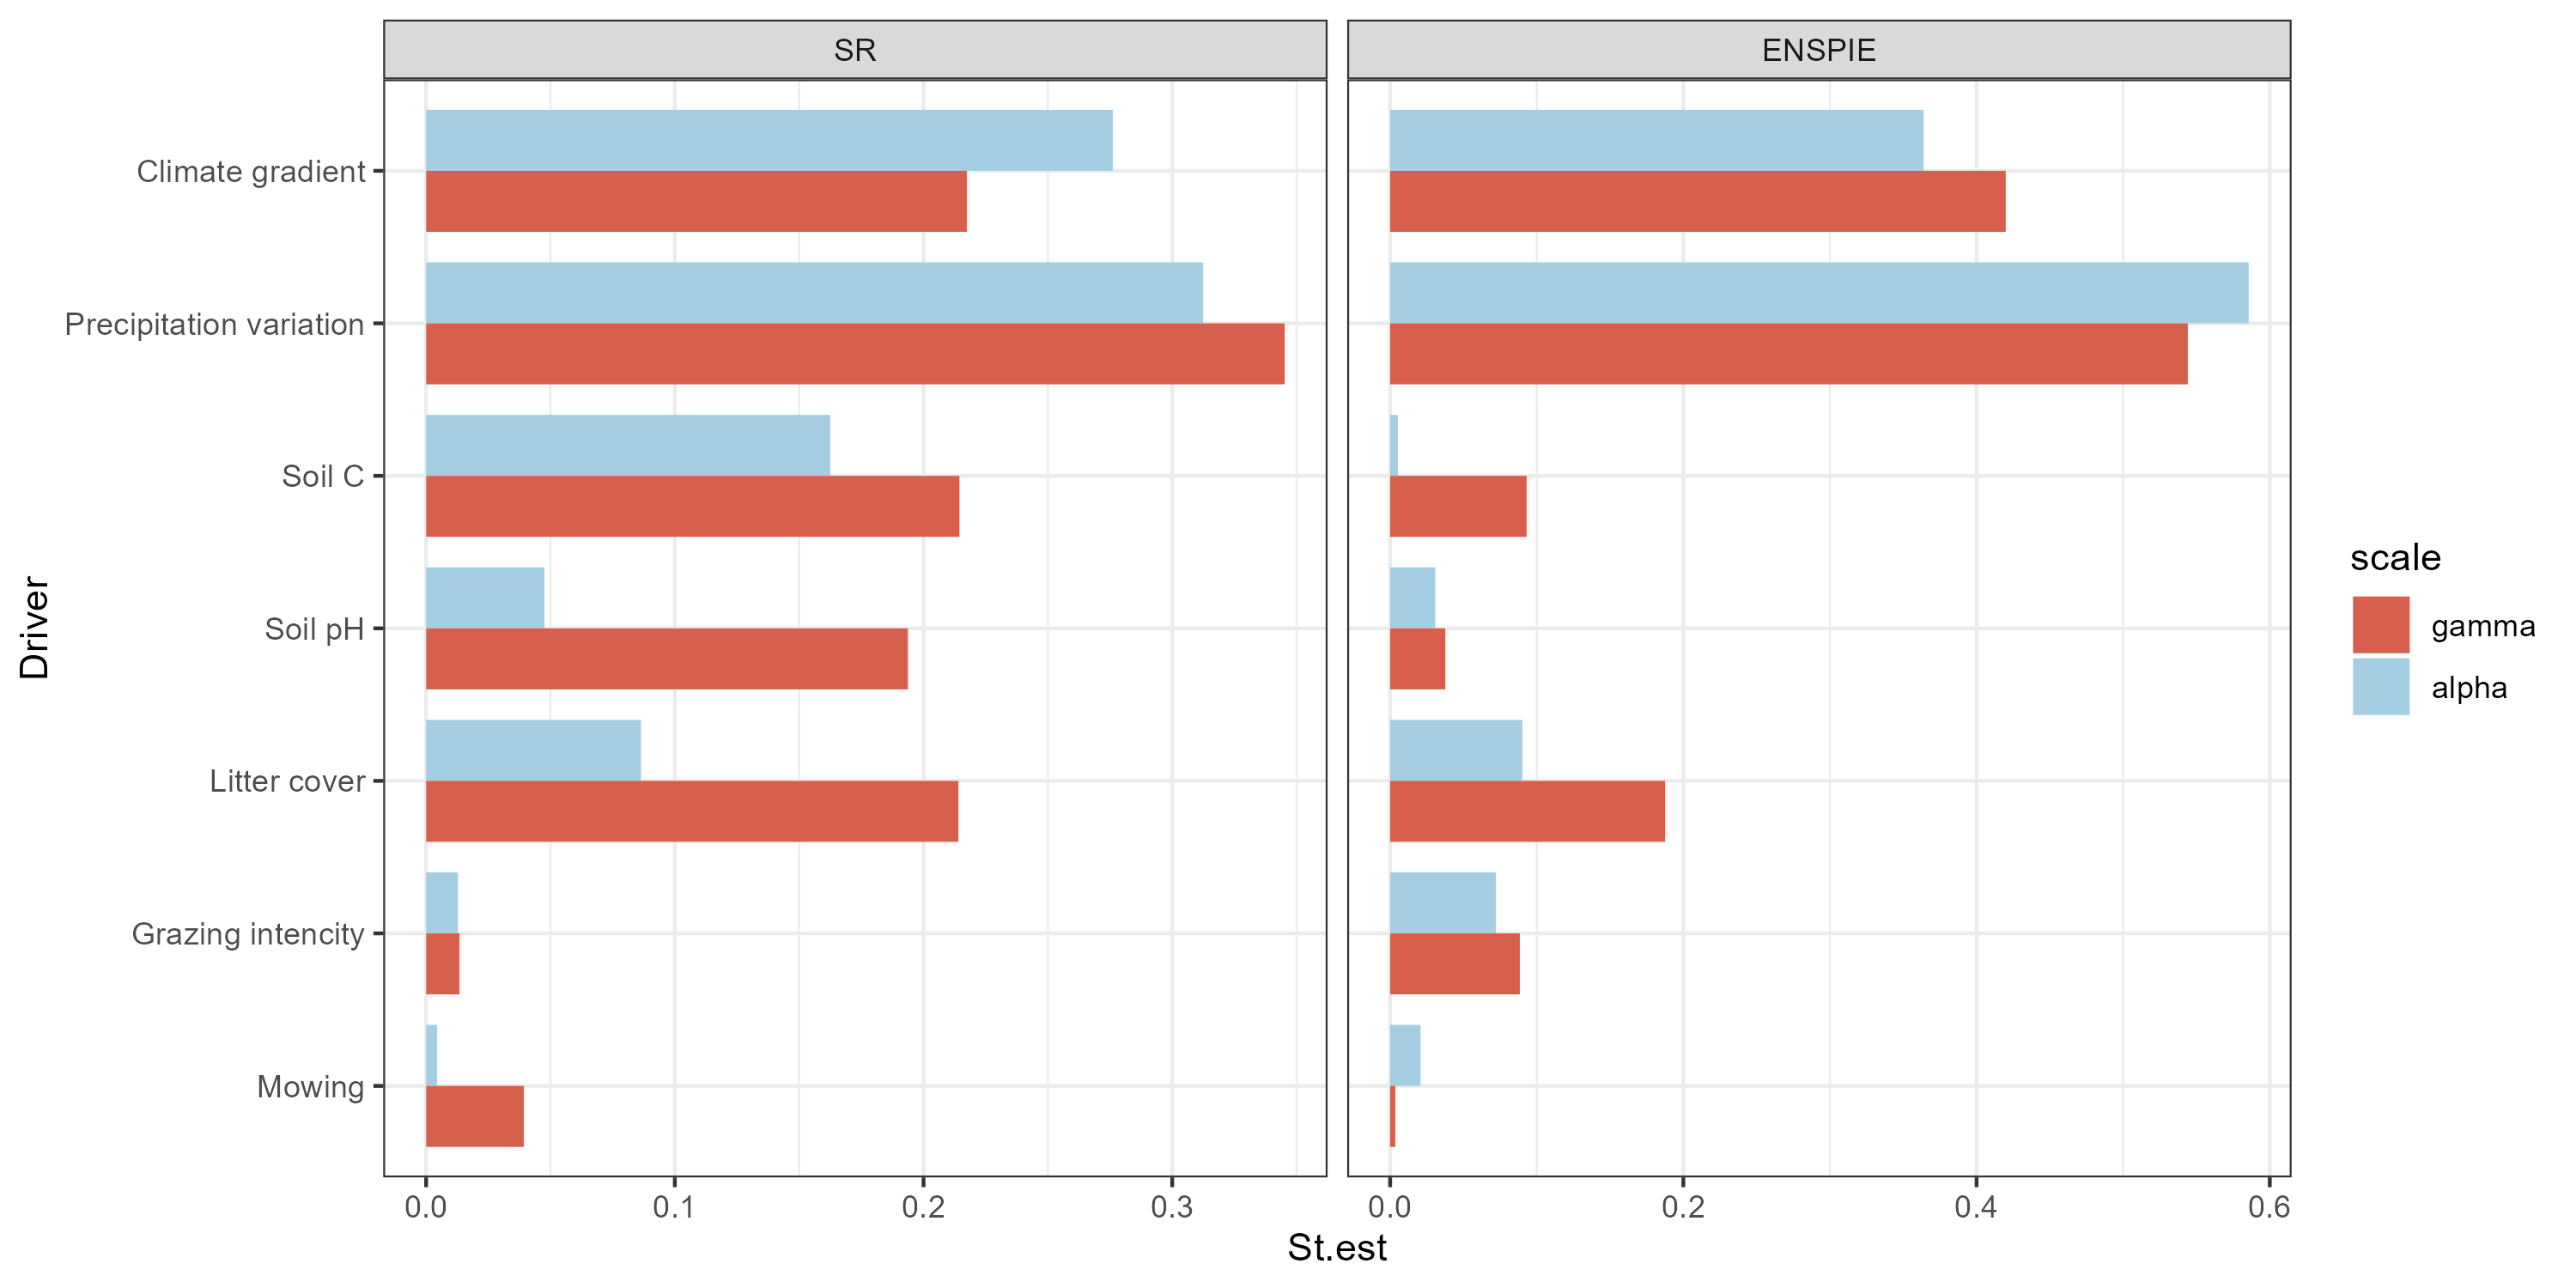 SR
ENSPIE
Climate gradient
Precipitation variation
Soil C
Soil pH
Litter cover
Grazing intencity
Mowing
Driver
0.0
0.1
0.2
0.3
0.0
0.2
0.4
0.6
St.est
scale
gamma
alpha